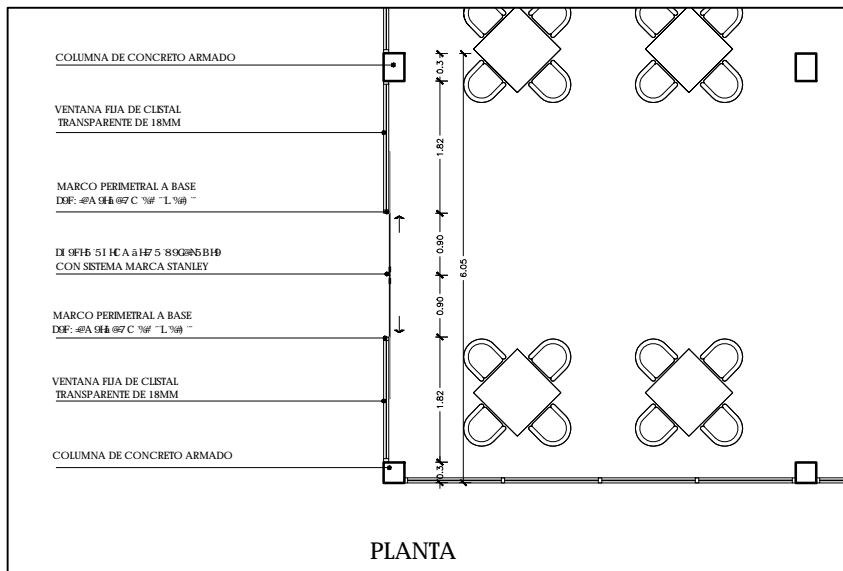 COLUMNA DE CONCRETO ARMADO
VENTANA FIJA DE CLISTAL
TRANSPARENTE DE 18MM
MARCO PERIMETRAL A BASE
CON SISTEMA MARCA STANLEY
MARCO PERIMETRAL A BASE
VENTANA FIJA DE CLISTAL
TRANSPARENTE DE 18MM
COLUMNA DE CONCRETO ARMADO
0.3
1.82
0.90
6.05
0.90
1.82
0.3
PLANTA